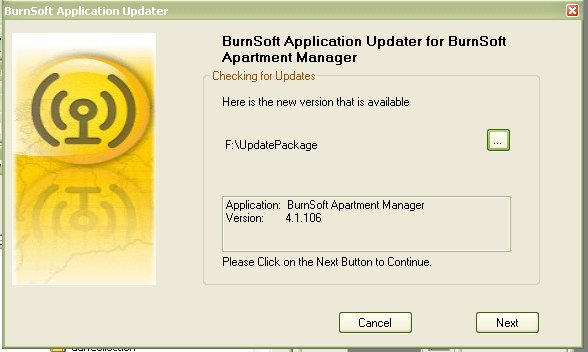 BurnSoft Application Updater
BurnSoft Application Updater for BurnSoft
Apartment Manager
Checking for Updates
Here is the new version that is available
F:\UpdatePackage
...
Application: BurnSoft Apartment Manager
Version: 4.1.106
Please Click on the Next Button to Continue.
Cancel
Next